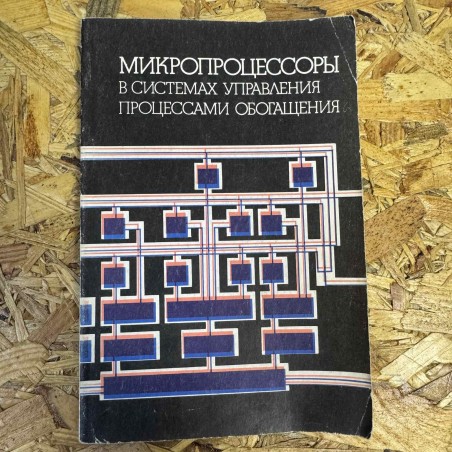 МИКРОПРОЦЕССОРЫ
В СИСТЕМАХ УПРАВЛЕНИЯ
ПРОЦЕССАМИ ОБОГАЩЕНИЯ